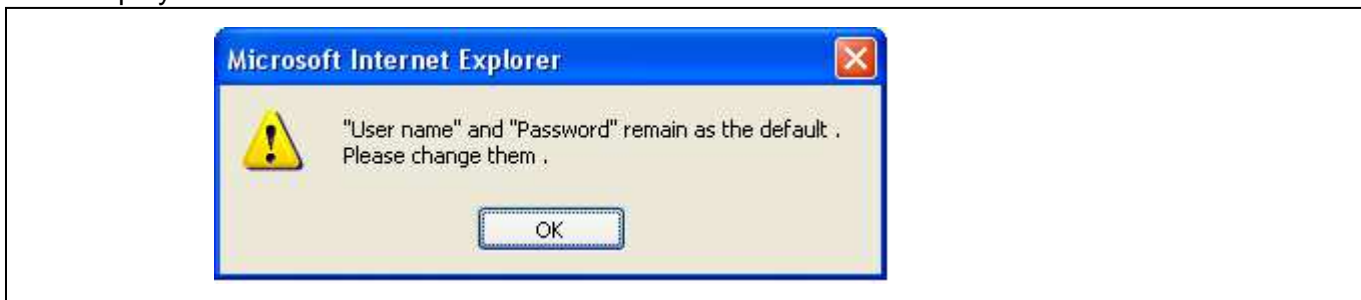 Microsoft Internet Explorer
"User name" and "Password" remain as the default .
Please change them .
OK